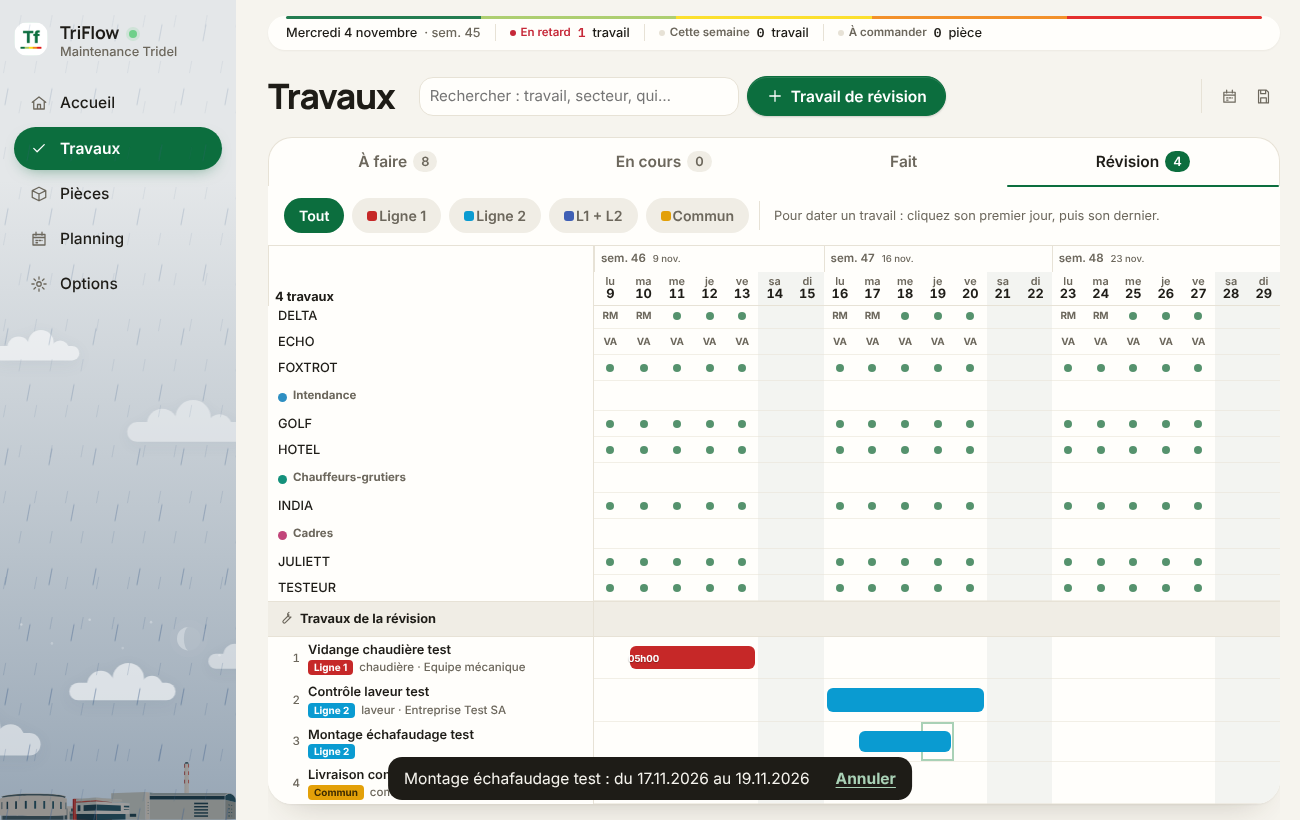 Tf
TriFlow
Maintenance Tridel
Accueil
Travaux
Pièces
Planning
Options
Mercredi 4 novembre · sem. 45
En retard 1 travail
Cette semaine 0 travail
À commander 0 pièce
Travaux
Rechercher : travail, secteur, qui...
+ Travail de révision
À faire 8
En cours 0
Fait
Révision 4
Tout
Ligne 1
Ligne 2
L1 + L2
Commun
Pour dater un travail : cliquez son premier jour, puis son dernier.
sem. 46 9 nov. sem. 47 16 nov. sem. 48 23 nov.
lu ma me je ve sa di lu ma me je ve sa di lu ma me je ve sa di
4 travaux 9 10 11 12 13 14 15 16 17 18 19 20 21 22 23 24 25 26 27 28 29
DELTA RM RM RM RM RM RM
ECHO VA VA VA VA VA VA VA VA VA VA VA VA VA VA VA
FOXTROT
Intendance
GOLF
HOTEL
Chauffeurs-grutiers
INDIA
Cadres
JULIETT
TESTEUR
Travaux de la révision
1 Vidange chaudière test
Ligne 1 chaudière · Equipe mécanique
05h00
2 Contrôle laveur test
Ligne 2 laveur · Entreprise Test SA
3 Montage échafaudage test
Ligne 2
4 Livraison
Commun
Montage échafaudage test : du 17.11.2026 au 19.11.2026 Annuler